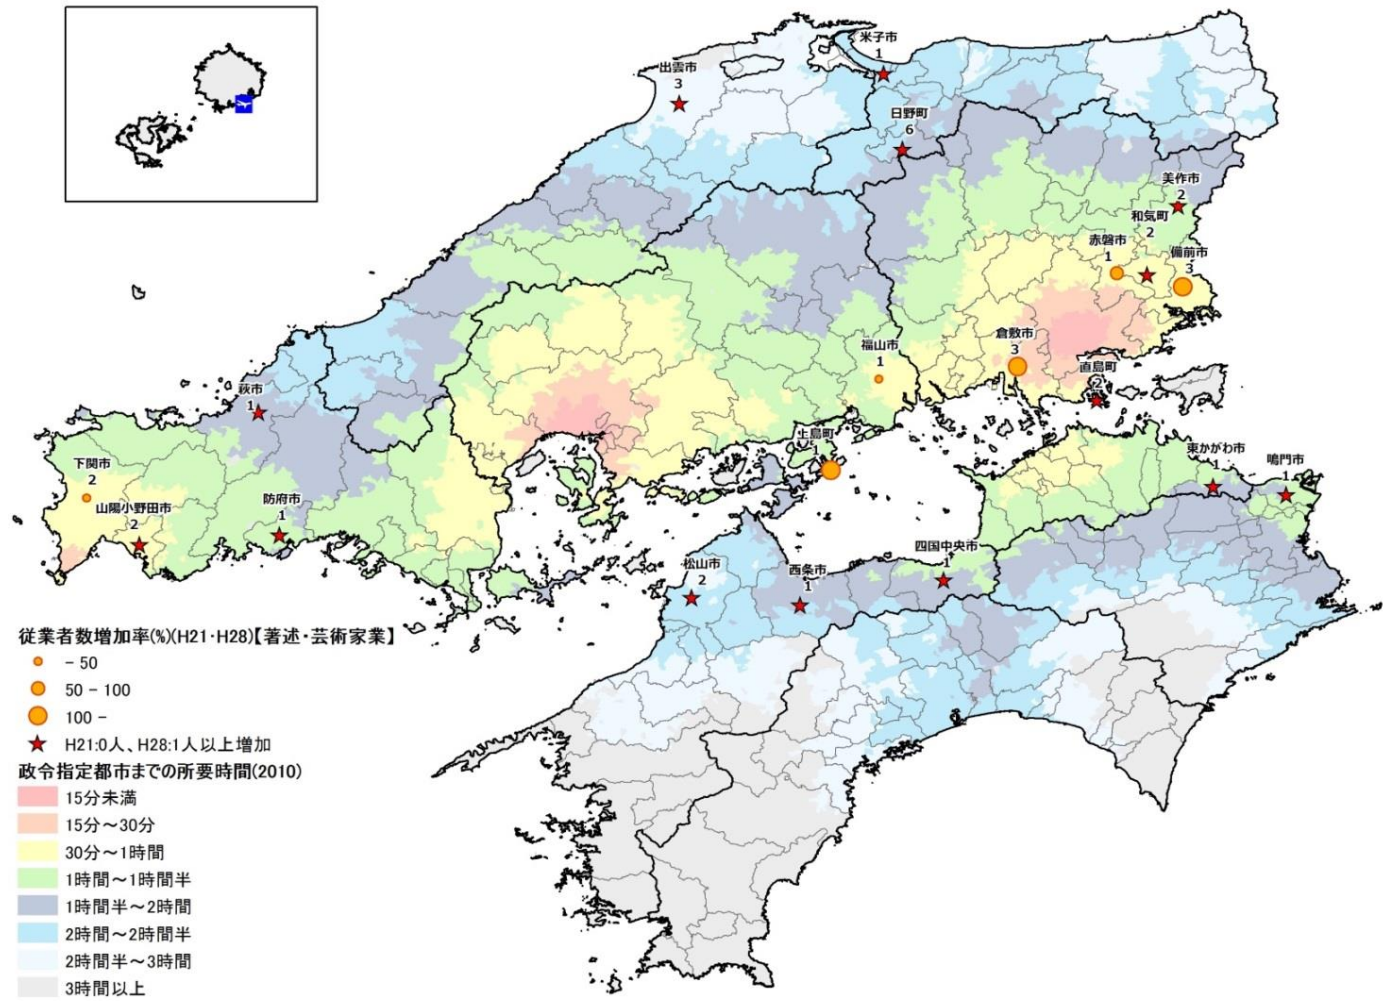 米子市
1
出雲市
3
日野町
6
美作市
2
和気町
2
赤磐市
1
備前市
3
倉敷市
3
福山市
1
直島町
2
萩市
1
上島町
1
東かがわ市
1
鳴門市
1
下関市
2
山陽小野田市
2
防府市
1
四国中央市
1
松山市
2
西条市
1
従業者数増加率(%)(H21・H28)【著述・芸術家業】
- 50
50 - 100
100 -
H21:0人、H28:1人以上増加
政令指定都市までの所要時間(2010)
15分未満
15分～30分
30分～1時間
1時間～1時間半
1時間半～2時間
2時間～2時間半
2時間半～3時間
3時間以上